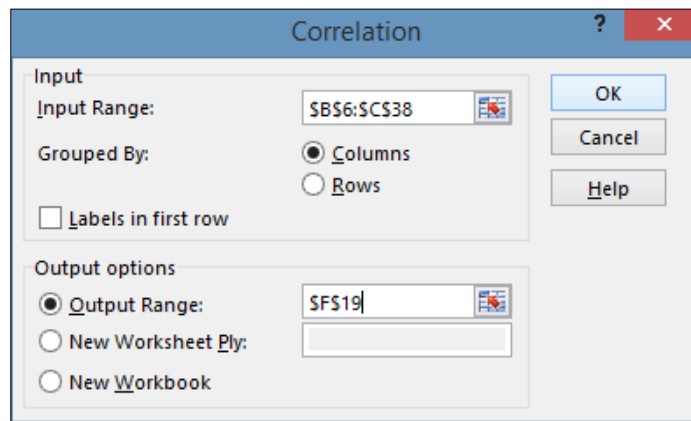 Correlation ? ×
Input
Input Range: $B$6:$C$38
Grouped By: Columns
Rows
Labels in first row
Output options
Output Range: $F$19
New Worksheet Ply:
New Workbook
OK
Cancel
Help